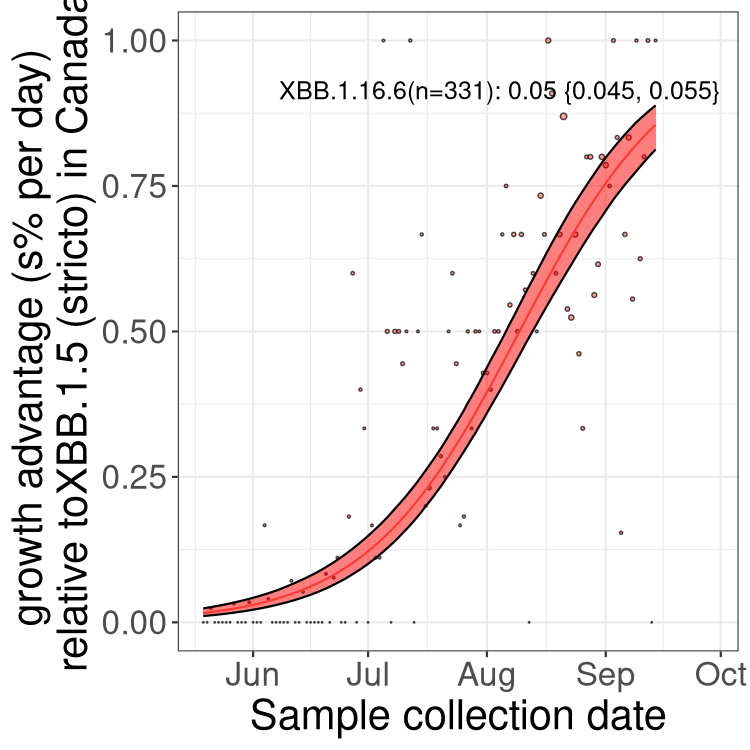 growth advantage (s% per day)
relative toXBB.1.5 (stricto) in Canada
1.00
0.75
0.50
0.25
0.00
XBB.1.16.6(n=331): 0.05 {0.045, 0.055}
Jun Jul Aug Sep Oct
Sample collection date